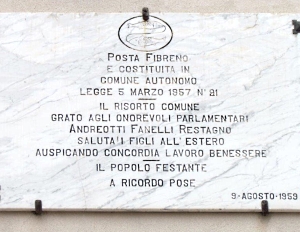 POSTA FIBRENO
E COSTITUITA IN
COMUNE AUTONOMO
LEGGE 5 MARZO 1957 N° 21
IL RISORTO COMUNE
GRATO AGLI ONOREVOLI PARLAMENTARI
ANDREOTTI FANELLI RESTAGNO
SALUTA I FIGLI ALL'ESTERO
AUSPICANDO CONCORDIA LAVORO BENESSERE
IL POPOLO FESTANTE
A RICORDO POSE
9-AGOSTO-1959